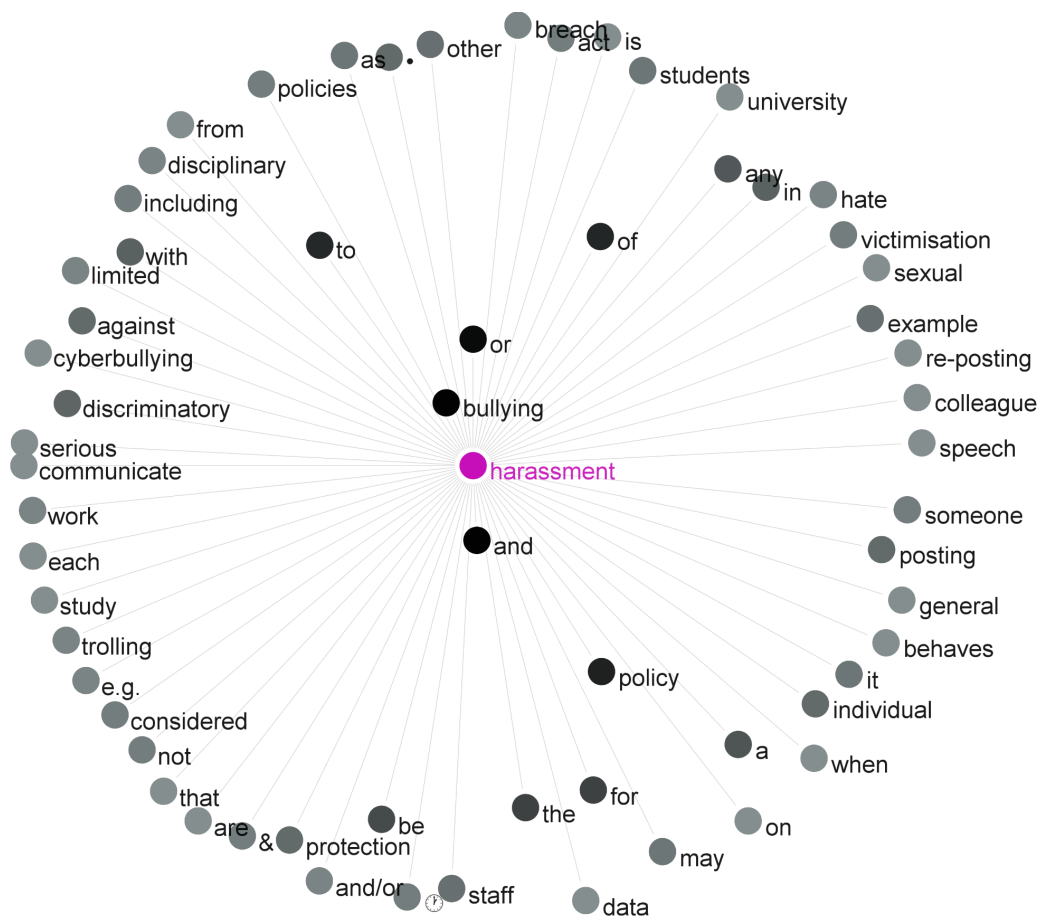 breach
act
is
other
as
.
students
policies
university
from
disciplinary
any
in
hate
including
to
of
victimisation
with
limited
sexual
against
example
or
cyberbullying
re-posting
discriminatory
bullying
colleague
serious
speech
communicate
harassment
work
someone
and
posting
each
study
general
trolling
behaves
e.g.
policy
it
considered
individual
not
a
when
that
for
the
are
be
on
&
protection
may
and/or
staff
data